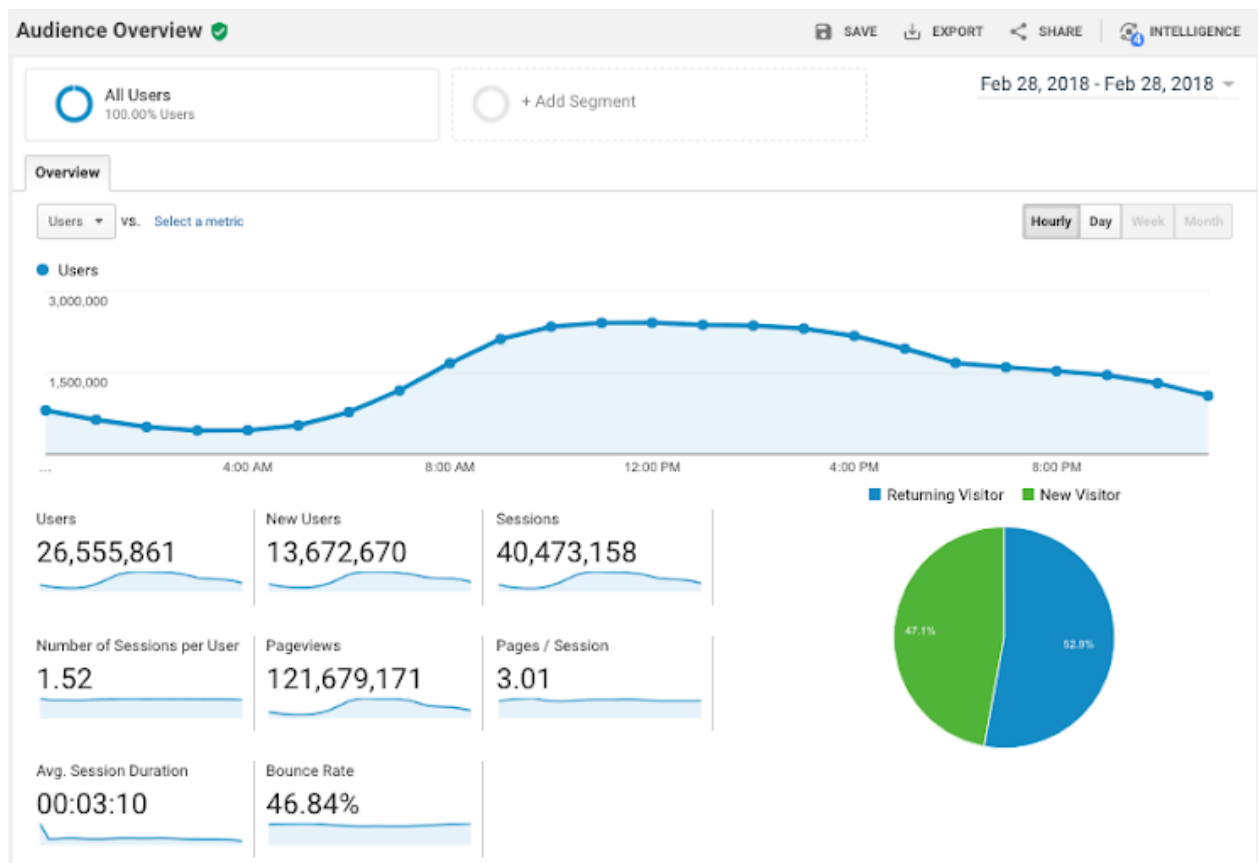 Audience Overview
SAVE EXPORT SHARE 4 INTELLIGENCE
All Users
100.00% Users
+ Add Segment
Feb 28, 2018 - Feb 28, 2018
Overview
Users vs. Select a metric
Hourly Day Week Month
Users
3,000,000
1,500,000
... 4:00 AM 8:00 AM 12:00 PM 4:00 PM 8:00 PM
Returning Visitor New Visitor
Users New Users Sessions
26,555,861 13,672,670 40,473,158
47.1% 52.9%
Number of Sessions per User Pageviews Pages / Session
1.52 121,679,171 3.01
Avg. Session Duration Bounce Rate
00:03:10 46.84%